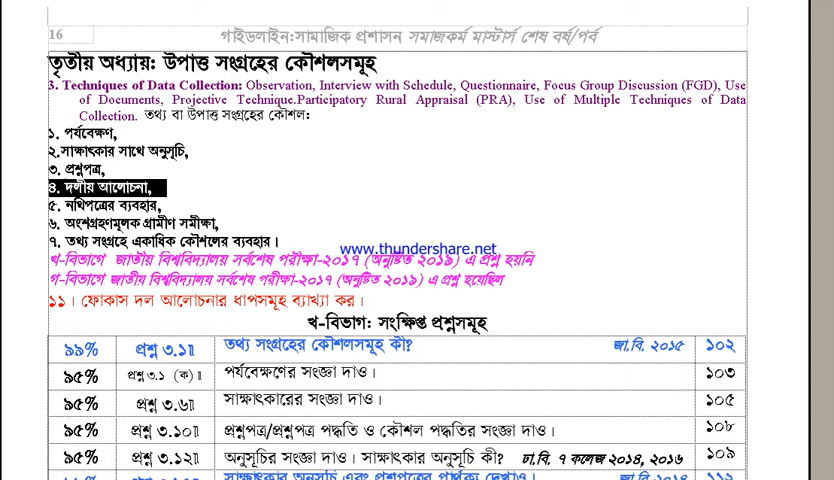 16 গাইডলাইন:সামাজিক প্রশাসন সমাজকর্ম মাস্টার্স শেষ বর্ষ/পর্ব
তৃতীয় অধ্যায়: উপাত্ত সংগ্রহের কৌশলসমূহ
3. Techniques of Data Collection: Observation, Interview with Schedule, Questionnaire, Focus Group Discussion (FGD), Use
of Documents, Projective Technique.Participatory Rural Appraisal (PRA), Use of Multiple Techniques of Data
Collection. তথ্য বা উপাত্ত সংগ্রহের কৌশল:
১. পর্যবেক্ষণ,
২.সাক্ষাৎকার সাথে অনুসূচি,
৩. প্রশ্নপত্র,
৪. দলীয় আলোচনা,
৫. নথিপত্রের ব্যবহার,
৬. অংশগ্রহণমূলক গ্রামীণ সমীক্ষা,
৭. তথ্য সংগ্রহে একাধিক কৌশলের ব্যবহার।
www.thundershare.net
খ-বিভাগে জাতীয় বিশ্ববিদ্যালয় সর্বশেষ পরীক্ষা-২০১৭ (অনুষ্টিত ২০১৯) এ প্রশ্ন হয়নি
গ-বিভাগে জাতীয় বিশ্ববিদ্যালয় সর্বশেষ পরীক্ষা-২০১৭ (অনুষ্টিত ২০১৯) এ প্রশ্ন হয়েছিল
১১। ফোকাস দল আলোচনার ধাপসমূহ ব্যাখ্যা কর।
খ-বিভাগ: সংক্ষিপ্ত প্রশ্নসমূহ
৯৯% প্রশ্ন ৩.১॥ তথ্য সংগ্রহের কৌশলসমূহ কী? জা.বি. ২০১৫ ১০২
৯৫% প্রশ্ন ৩.১ (ক)॥ পর্যবেক্ষণের সংজ্ঞা দাও। ১০৩
৯৫% প্রশ্ন ৩.৬॥ সাক্ষাৎকারের সংজ্ঞা দাও। ১০৫
৯৫% প্রশ্ন ৩.১০॥ প্রশ্নপত্র/প্রশ্নপত্র পদ্ধতি ও কৌশল পদ্ধতির সংজ্ঞা দাও। ১০৮
৯৫% প্রশ্ন ৩.১২॥ অনুসূচির সংজ্ঞা দাও। সাক্ষাৎকার অনুসূচি কী? ঢা.বি. ৭ কলেজ ২০১৪, ২০১৬ ১০৯
সাক্ষাৎকার অনুসূচি এবং প্রশ্নপত্রের পার্থক্য দেখাও।